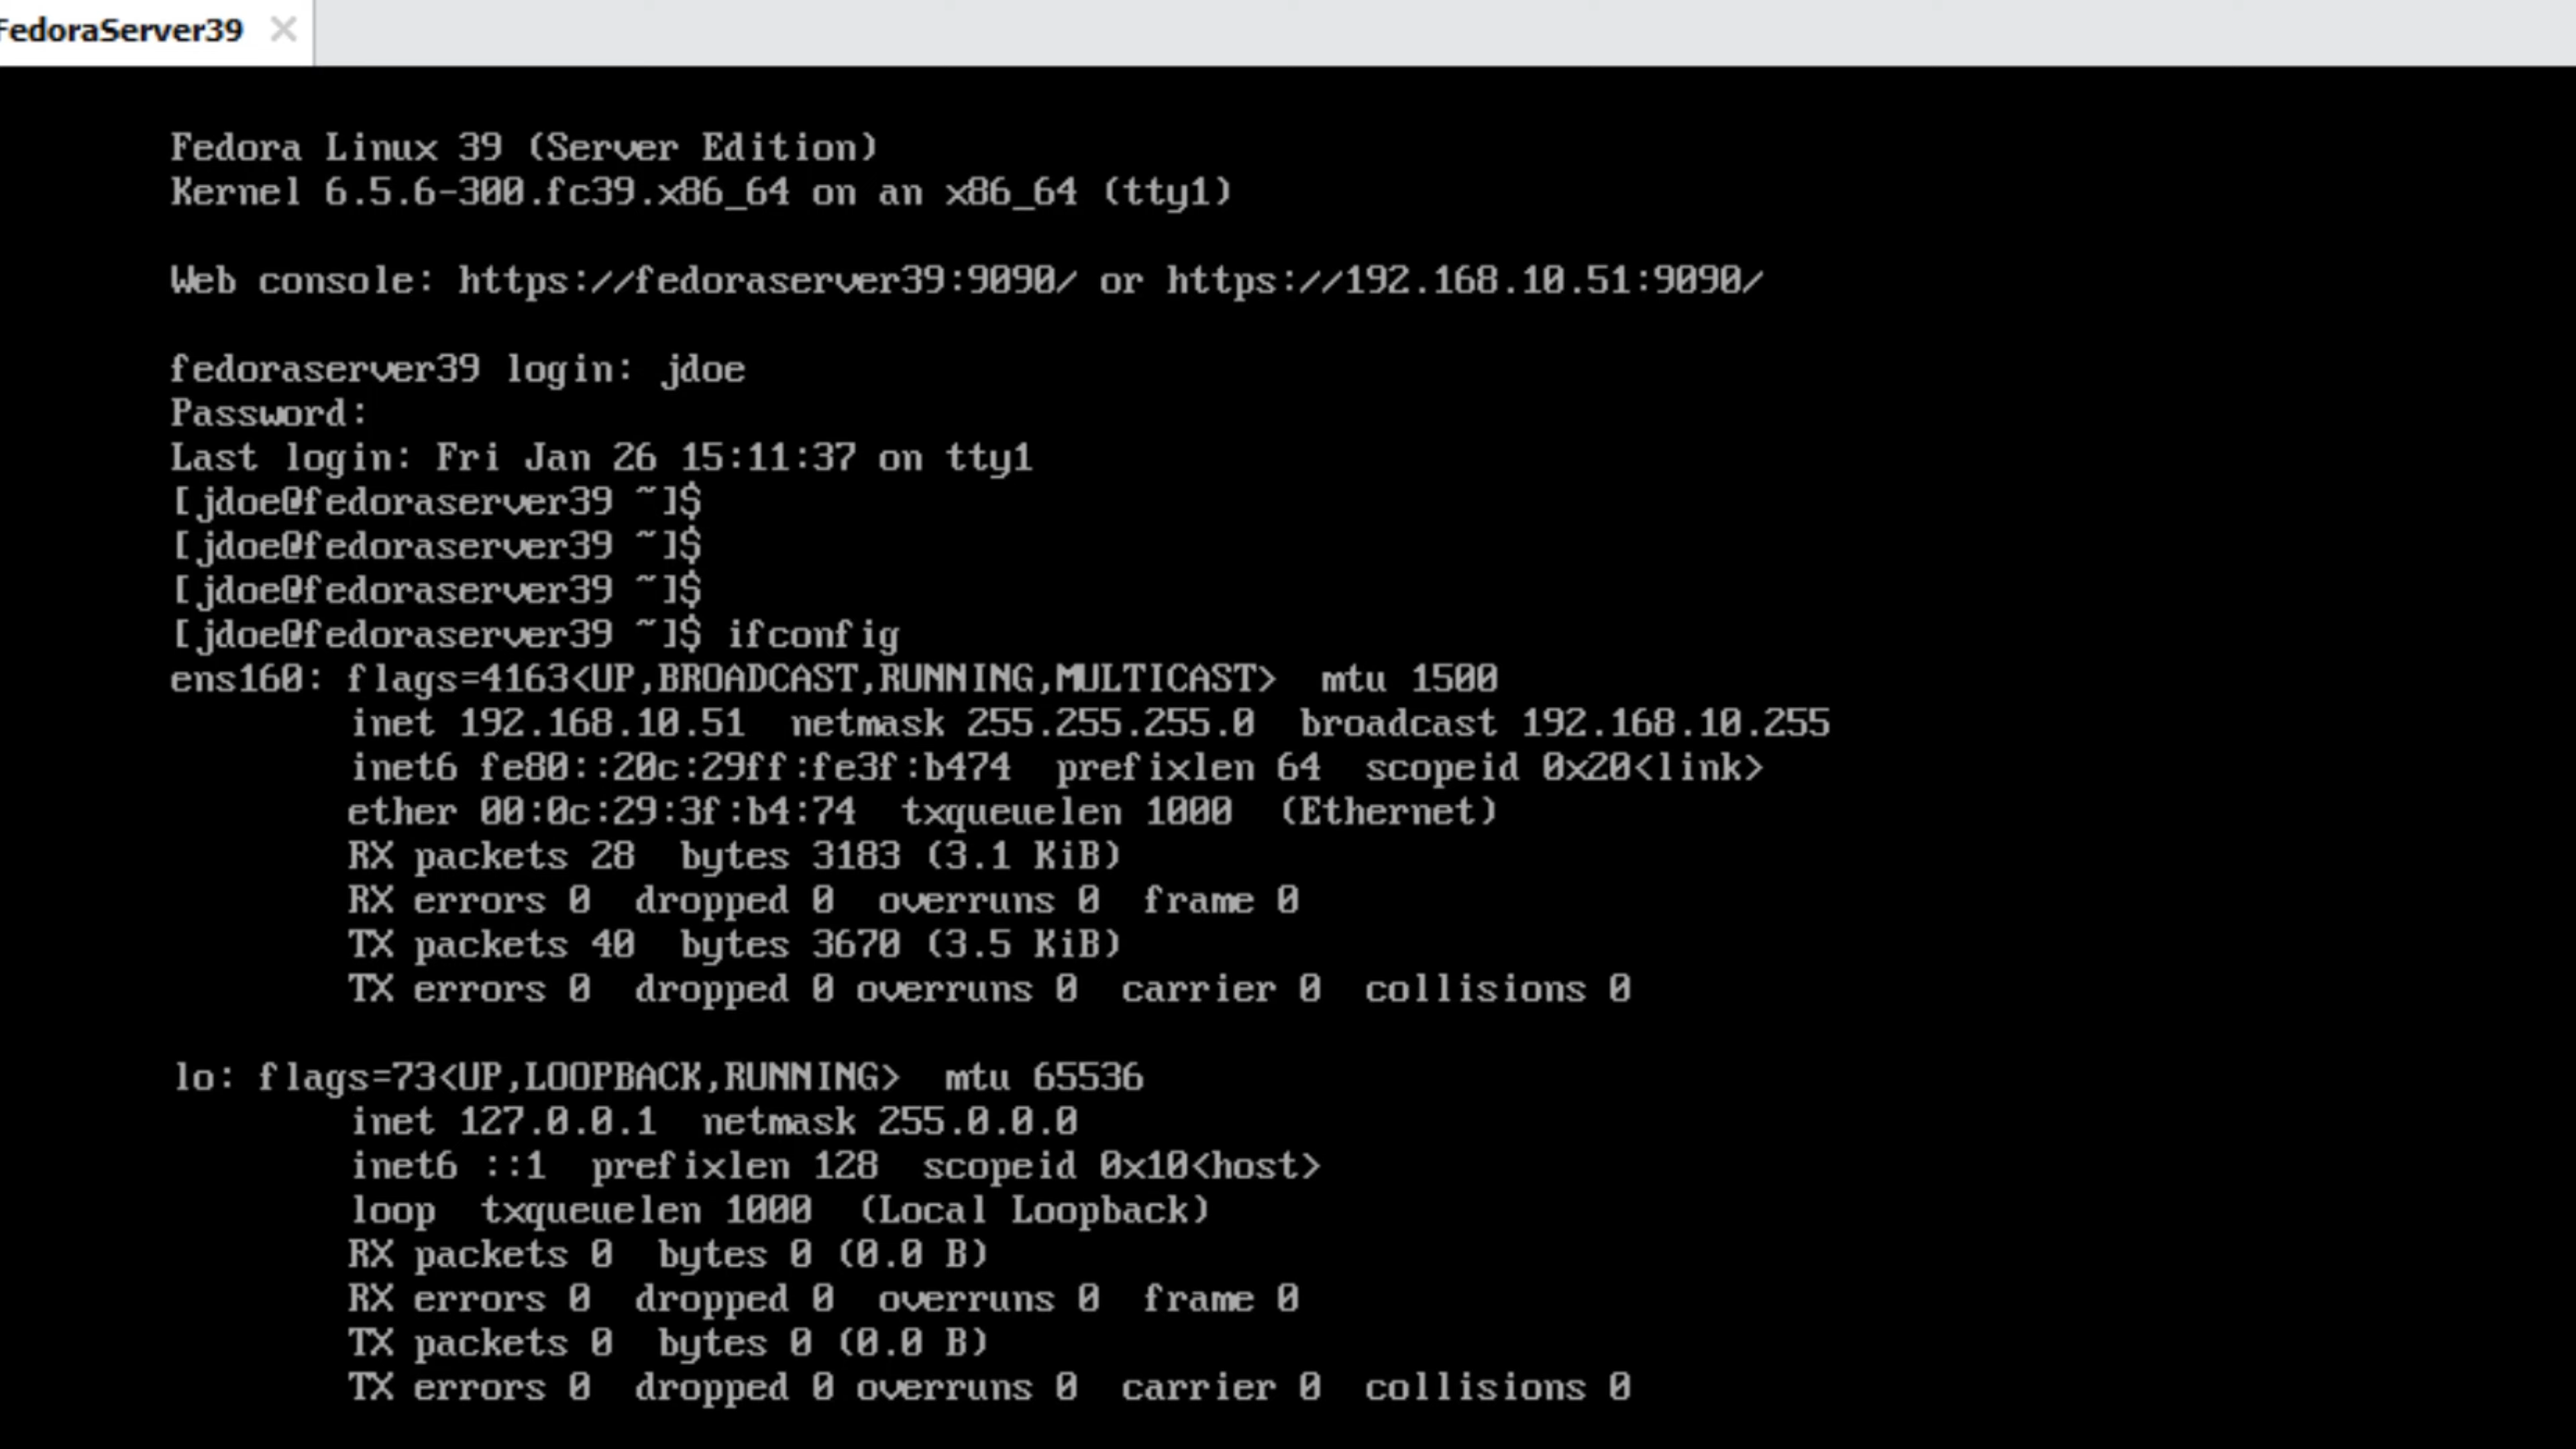 FedoraServer39
Fedora Linux 39 (Server Edition)
Kernel 6.5.6-300.fc39.x86_64 on an x86_64 (tty1)
Web console: https://fedoraserver39:9090/ or https://192.168.10.51:9090/
fedoraserver39 login: jdoe
Password:
Last login: Fri Jan 26 15:11:37 on tty1
[jdoe@fedoraserver39 ~]$
[jdoe@fedoraserver39 ~]$
[jdoe@fedoraserver39 ~]$
[jdoe@fedoraserver39 ~]$ ifconfig
ens160: flags=4163<UP,BROADCAST,RUNNING,MULTICAST>  mtu 1500
inet 192.168.10.51  netmask 255.255.255.0  broadcast 192.168.10.255
inet6 fe80::20c:29ff:fe3f:b474  prefixlen 64  scopeid 0x20<link>
ether 00:0c:29:3f:b4:74  txqueuelen 1000  (Ethernet)
RX packets 28  bytes 3183 (3.1 KiB)
RX errors 0  dropped 0  overruns 0  frame 0
TX packets 40  bytes 3670 (3.5 KiB)
TX errors 0  dropped 0 overruns 0  carrier 0  collisions 0
lo: flags=73<UP,LOOPBACK,RUNNING>  mtu 65536
inet 127.0.0.1  netmask 255.0.0.0
inet6 ::1  prefixlen 128  scopeid 0x10<host>
loop  txqueuelen 1000  (Local Loopback)
RX packets 0  bytes 0 (0.0 B)
RX errors 0  dropped 0  overruns 0  frame 0
TX packets 0  bytes 0 (0.0 B)
TX errors 0  dropped 0 overruns 0  carrier 0  collisions 0